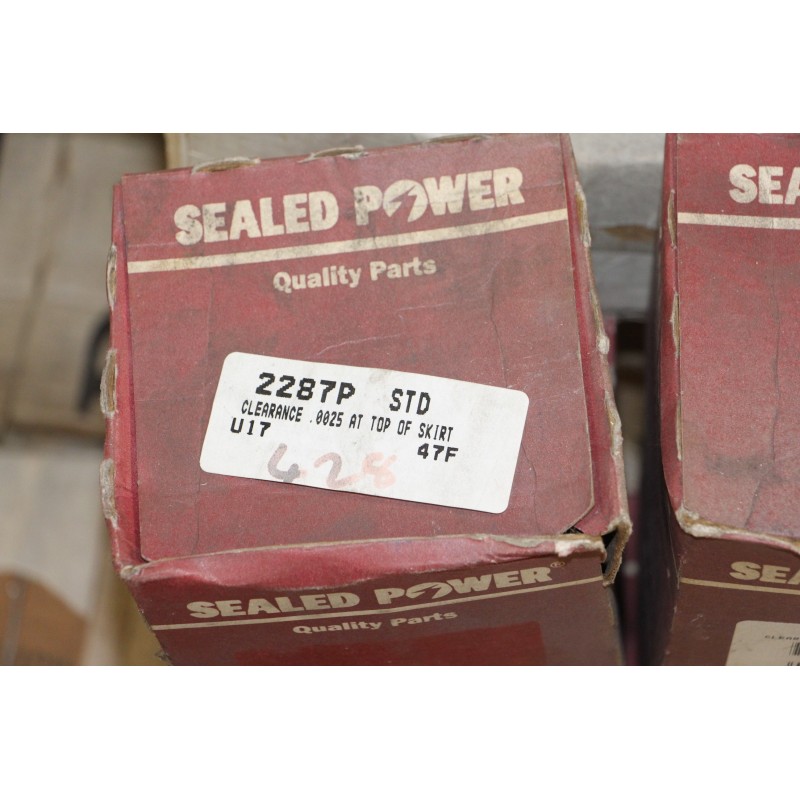 SEALED POWER
Quality Parts
2287P STD
CLEARANCE .0025 AT TOP OF SKIRT
U17 47F
428
SEALED POWER®
Quality Parts
SEA
SEALED